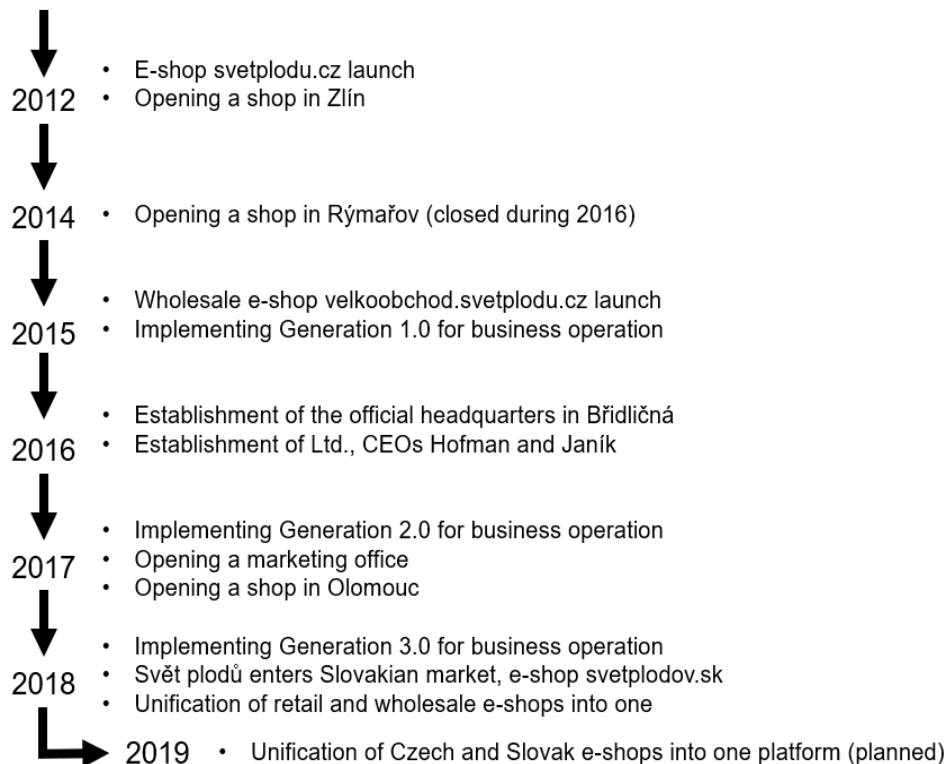 • E-shop svetplodu.cz launch
2012 • Opening a shop in Zlín
2014 • Opening a shop in Rýmařov (closed during 2016)
• Wholesale e-shop velkoobchod.svetplodu.cz launch
2015 • Implementing Generation 1.0 for business operation
• Establishment of the official headquarters in Břidličná
2016 • Establishment of Ltd., CEOs Hofman and Janík
• Implementing Generation 2.0 for business operation
2017 • Opening a marketing office
• Opening a shop in Olomouc
• Implementing Generation 3.0 for business operation
2018 • Svět plodů enters Slovakian market, e-shop svetplodov.sk
• Unification of retail and wholesale e-shops into one
2019 • Unification of Czech and Slovak e-shops into one platform (planned)